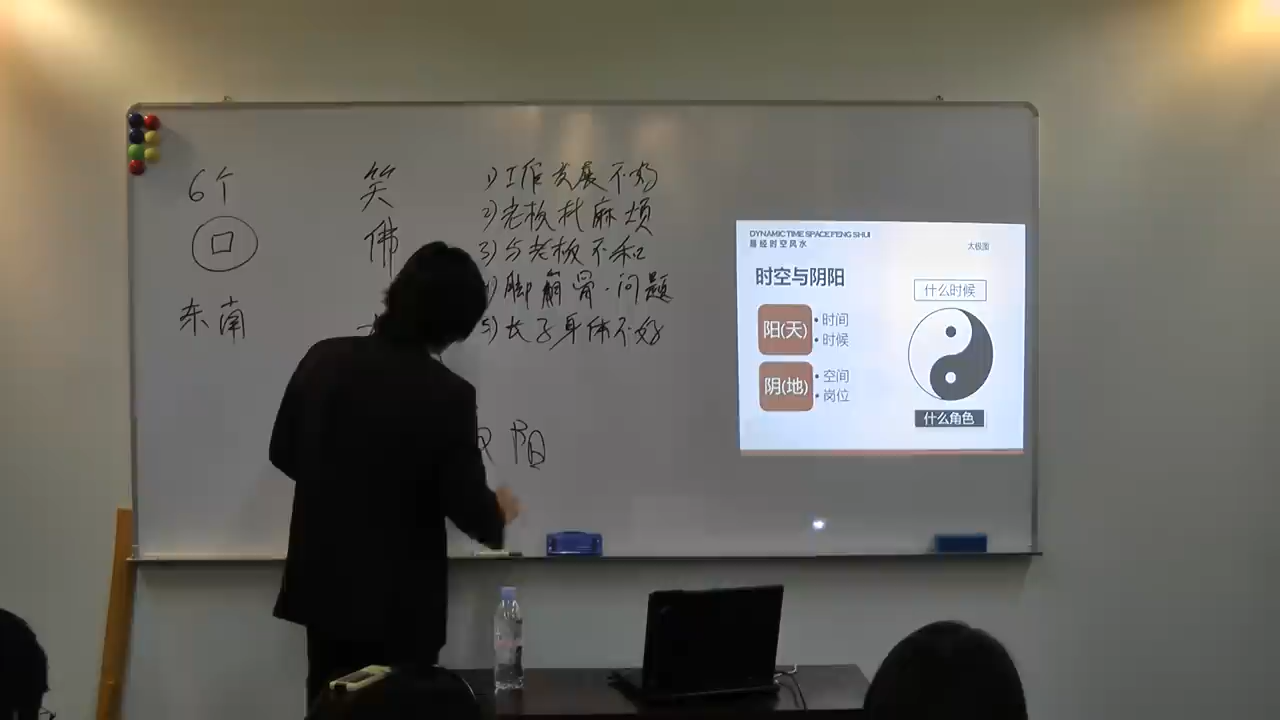 6个
口
东南
笑
佛
1) 工作发展不好
2) 老板找麻烦
3) 与老板不和
脚 骨.问题
5) 长子身体不好
阳
DYNAMIC TIME SPACE FENG SHUI
易经时空风水
太极图
时空与阴阳
什么时候
阳(天)
• 时间
• 时候
阴(地)
• 空间
• 岗位
什么角色